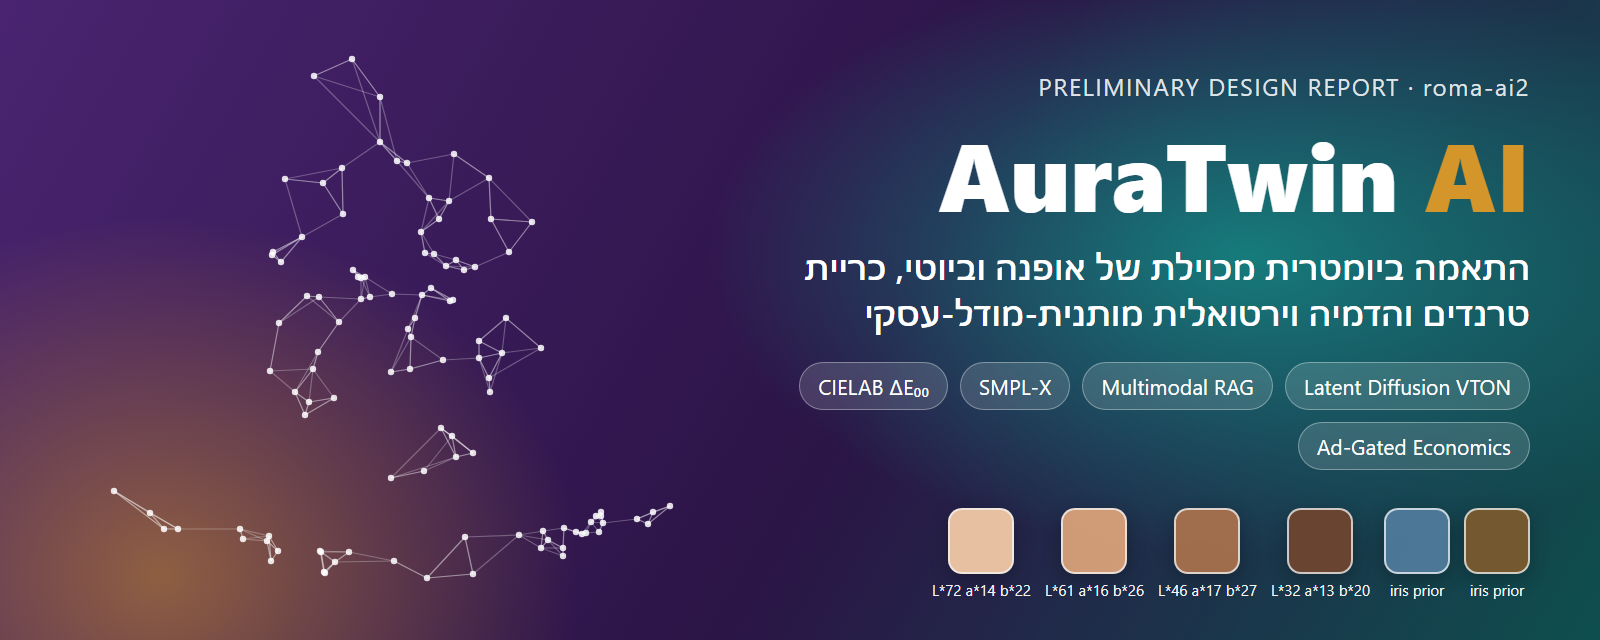 PRELIMINARY DESIGN REPORT · roma-ai2
AuraTwin AI
התאמה ביומטרית מכוילת של אופנה וביוטי, כריית
טרנדים והדמיה וירטואלית מותנית-מודל-עסקי
CIELAB ΔE₀₀ SMPL-X Multimodal RAG Latent Diffusion VTON
Ad-Gated Economics
L*72 a*14 b*22 L*61 a*16 b*26 L*46 a*17 b*27 L*32 a*13 b*20 iris prior iris prior